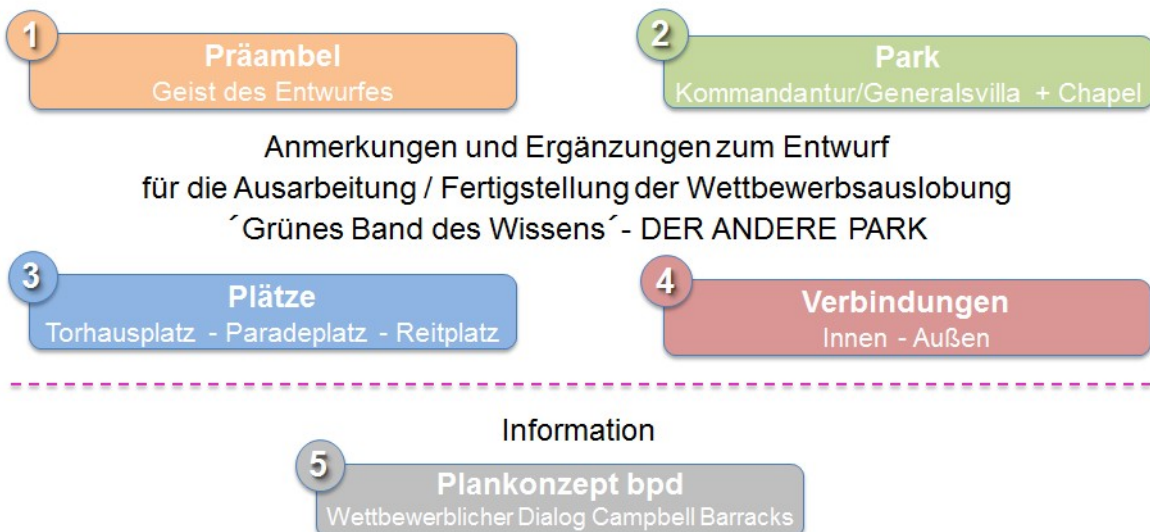 1
Präambel
Geist des Entwurfes
2
Park
Kommandantur/Generalsvilla + Chapel
Anmerkungen und Ergänzungen zum Entwurf
für die Ausarbeitung / Fertigstellung der Wettbewerbsauslobung
´Grünes Band des Wissens´- DER ANDERE PARK
3
Plätze
Torhausplatz - Paradeplatz - Reitplatz
4
Verbindungen
Innen - Außen
Information
5
Plankonzept bpd
Wettbewerblicher Dialog Campbell Barracks